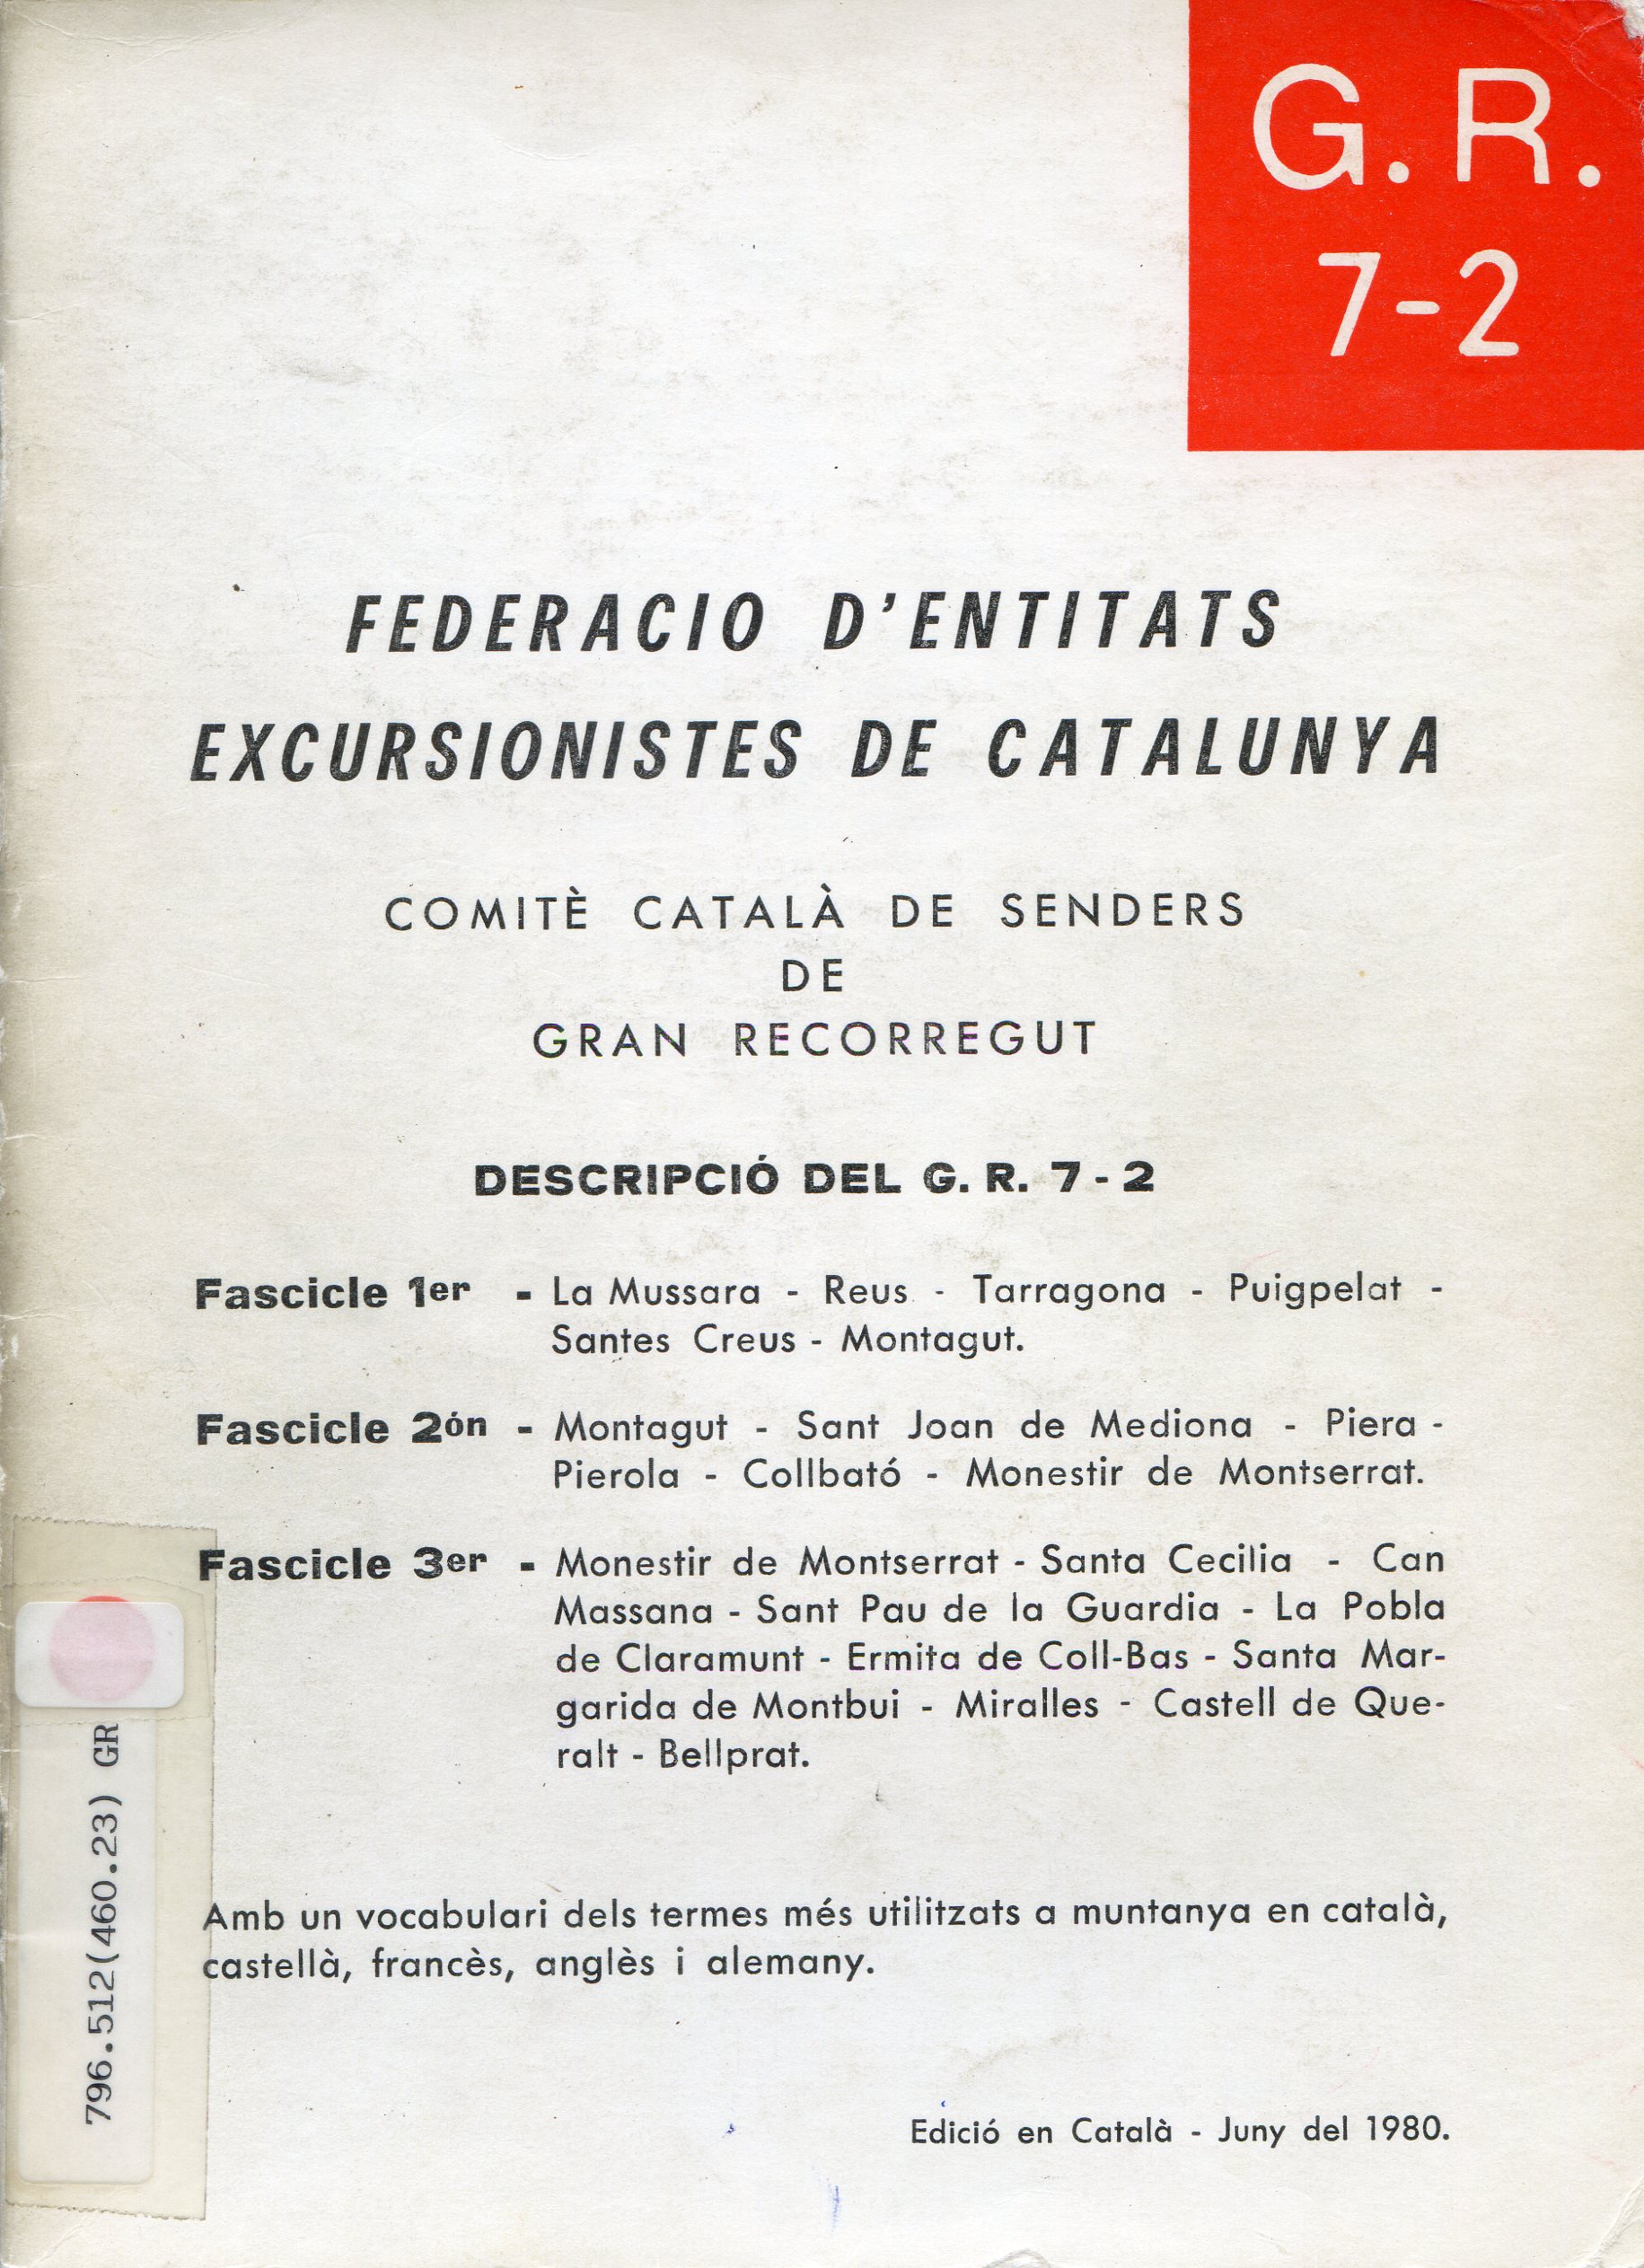 G. R.
7-2
FEDERACIO D'ENTITATS
EXCURSIONISTES DE CATALUNYA
COMITÈ CATALÀ DE SENDERS
DE
GRAN RECORREGUT
DESCRIPCIÓ DEL G. R. 7 - 2
Fascicle 1er - La Mussara - Reus - Tarragona - Puigpelat -
Santes Creus - Montagut.
Fascicle 2ón - Montagut - Sant Joan de Mediona - Piera -
Pierola - Collbató - Monestir de Montserrat.
Fascicle 3er - Monestir de Montserrat - Santa Cecilia - Can
Massana - Sant Pau de la Guardia - La Pobla
de Claramunt - Ermita de Coll-Bas - Santa Mar-
garida de Montbui - Miralles - Castell de Que-
ralt - Bellprat.
Amb un vocabulari dels termes més utilitzats a muntanya en català,
castellà, francès, anglès i alemany.
Edició en Català - Juny del 1980.
796.512(460.23) GR